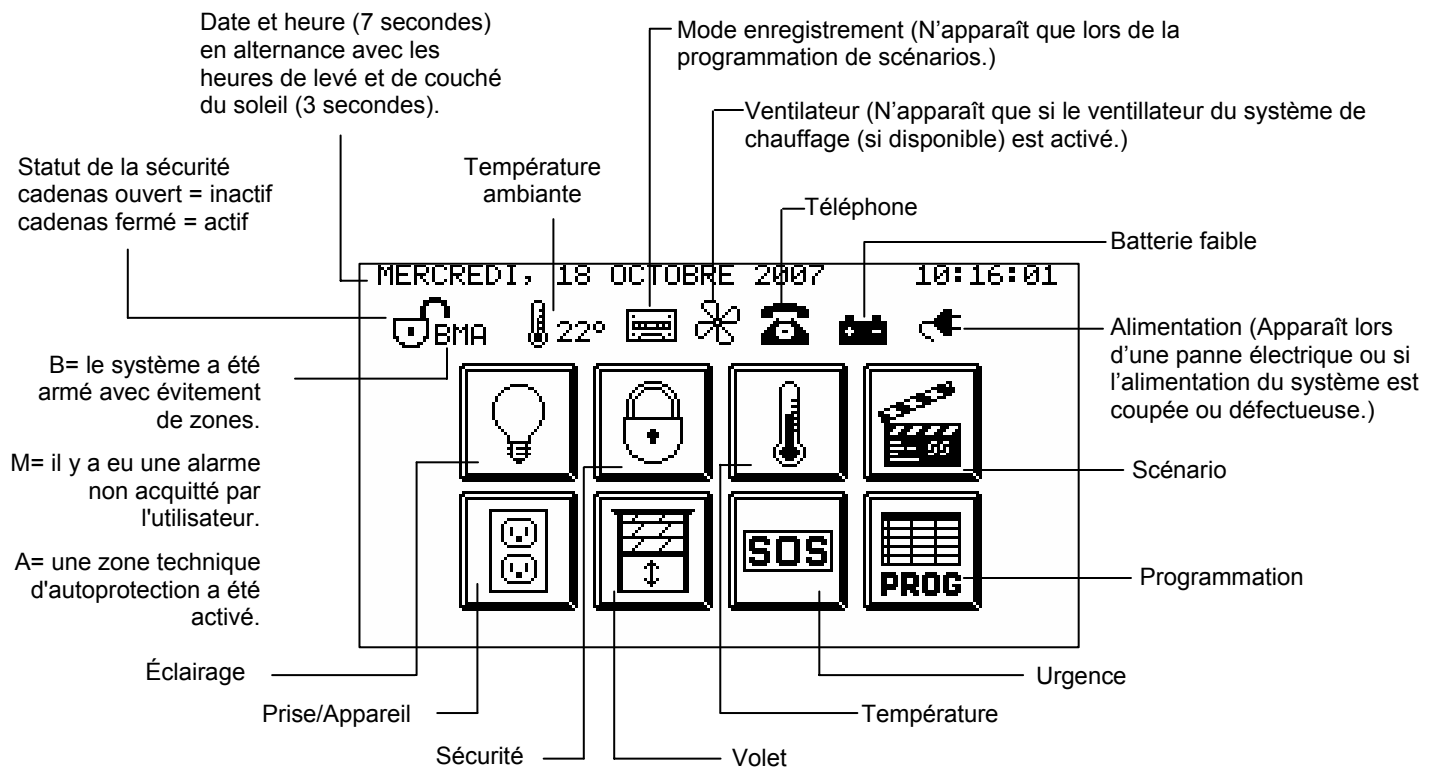 Date et heure (7 secondes)
en alternance avec les
heures de levé et de couché
du soleil (3 secondes).
Mode enregistrement (N'apparaît que lors de la
programmation de scénarios.)
Ventilateur (N'apparaît que si le ventillateur du système de
chauffage (si disponible) est activé.)
Statut de la sécurité
cadenas ouvert = inactif
cadenas fermé = actif
Température
ambiante
Téléphone
Batterie faible
MERCREDI, 18 OCTOBRE 2007 10:16:01
BMA 22°
Alimentation (Apparaît lors
d'une panne électrique ou si
l'alimentation du système est
coupée ou défectueuse.)
B= le système a été
armé avec évitement
de zones.
M= il y a eu une alarme
non acquitté par
l'utilisateur.
A= une zone technique
d'autoprotection a été
activé.
Scénario
SOS
PROG
Programmation
Éclairage
Urgence
Prise/Appareil
Température
Sécurité
Volet